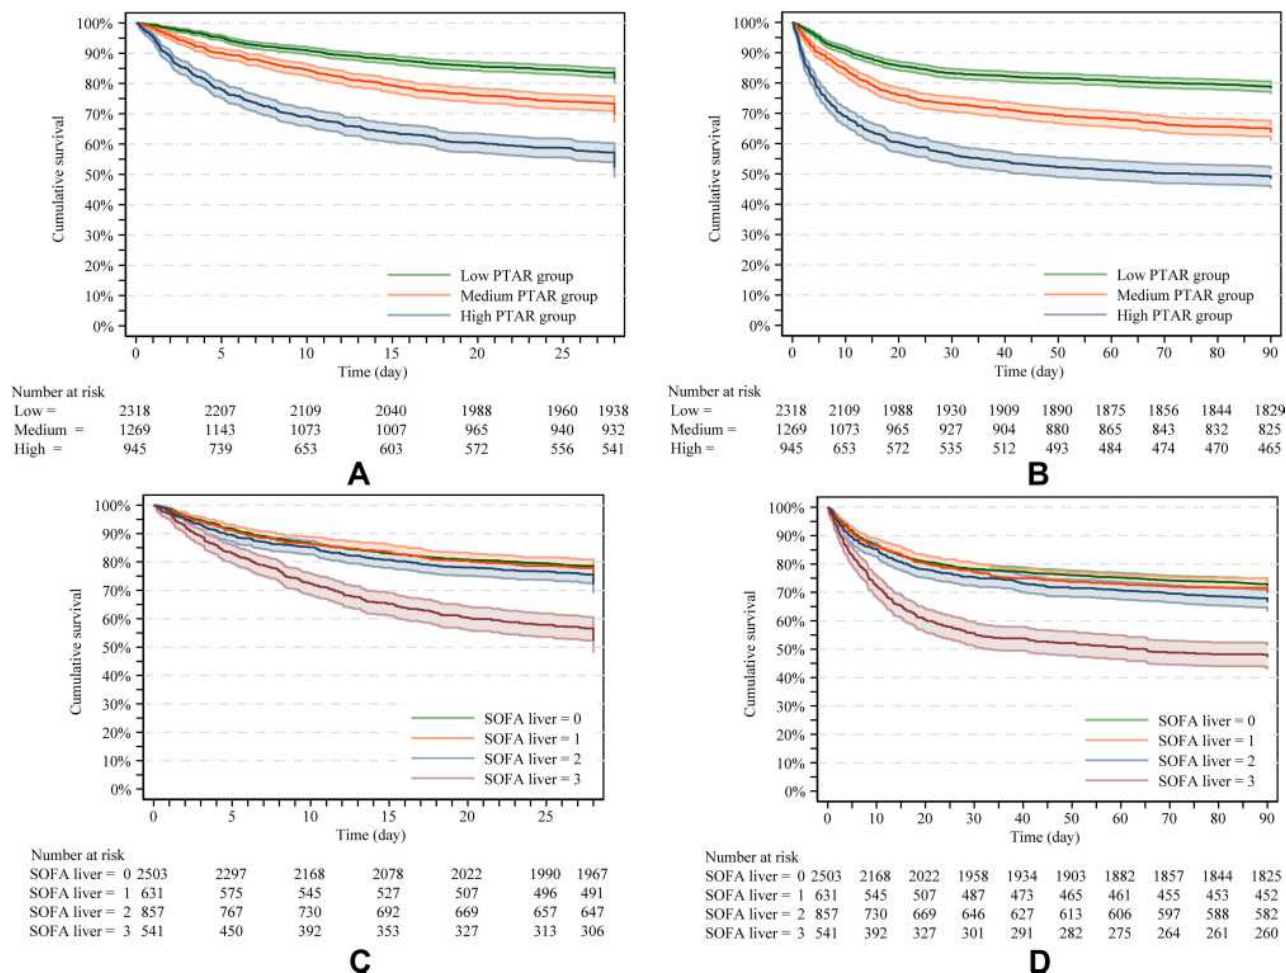 100%
90%
80%
70%
60%
50%
40%
30%
20%
10%
0%
Cumulative survival
Low PTAR group
Medium PTAR group
High PTAR group
0 5 10 15 20 25
Time (day)
Number at risk
Low = 2318 2207 2109 2040 1988 1960 1938
Medium = 1269 1143 1073 1007 965 940 932
High = 945 739 653 603 572 556 541
A
100%
90%
80%
70%
60%
50%
40%
30%
20%
10%
0%
Cumulative survival
Low PTAR group
Medium PTAR group
High PTAR group
0 10 20 30 40 50 60 70 80 90
Time (day)
Number at risk
Low = 2318 2109 1988 1930 1909 1890 1875 1856 1844 1829
Medium = 1269 1073 965 927 904 880 865 843 832 825
High = 945 653 572 535 512 493 484 474 470 465
B
100%
90%
80%
70%
60%
50%
40%
30%
20%
10%
0%
Cumulative survival
SOFA liver = 0
SOFA liver = 1
SOFA liver = 2
SOFA liver = 3
0 5 10 15 20 25
Time (day)
Number at risk
SOFA liver = 0 2503 2297 2168 2078 2022 1990 1967
SOFA liver = 1 631 575 545 527 507 496 491
SOFA liver = 2 857 767 730 692 669 657 647
SOFA liver = 3 541 450 392 353 327 313 306
C
100%
90%
80%
70%
60%
50%
40%
30%
20%
10%
0%
Cumulative survival
SOFA liver = 0
SOFA liver = 1
SOFA liver = 2
SOFA liver = 3
0 10 20 30 40 50 60 70 80 90
Time (day)
Number at risk
SOFA liver = 0 2503 2168 2022 1958 1934 1903 1882 1857 1844 1825
SOFA liver = 1 631 545 507 487 473 465 461 455 453 452
SOFA liver = 2 857 730 669 646 627 613 606 597 588 582
SOFA liver = 3 541 392 327 301 291 282 275 264 261 260
D